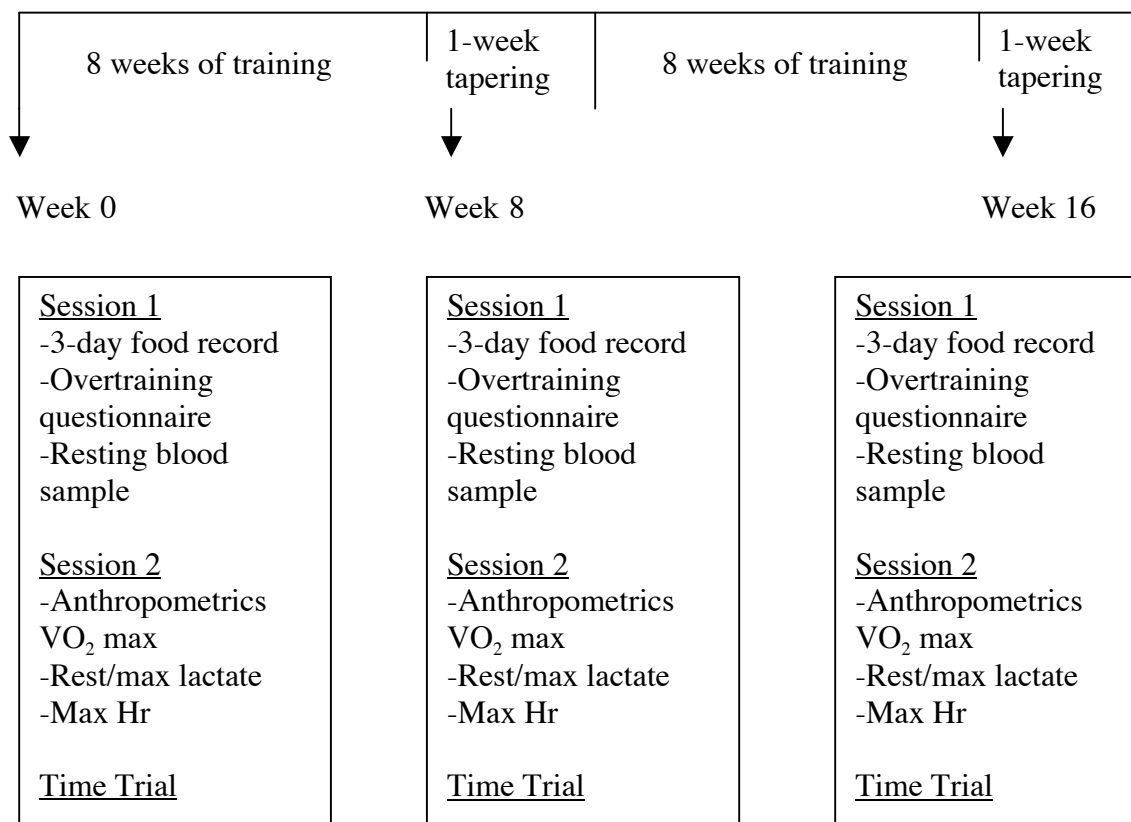 8 weeks of training
1-week
tapering
8 weeks of training
1-week
tapering
Week 0
Week 8
Week 16
Session 1
-3-day food record
-Overtraining
questionnaire
-Resting blood
sample
Session 2
-Anthropometrics
VO₂ max
-Rest/max lactate
-Max Hr
Time Trial
Session 1
-3-day food record
-Overtraining
questionnaire
-Resting blood
sample
Session 2
-Anthropometrics
VO₂ max
-Rest/max lactate
-Max Hr
Time Trial
Session 1
-3-day food record
-Overtraining
questionnaire
-Resting blood
sample
Session 2
-Anthropometrics
VO₂ max
-Rest/max lactate
-Max Hr
Time Trial